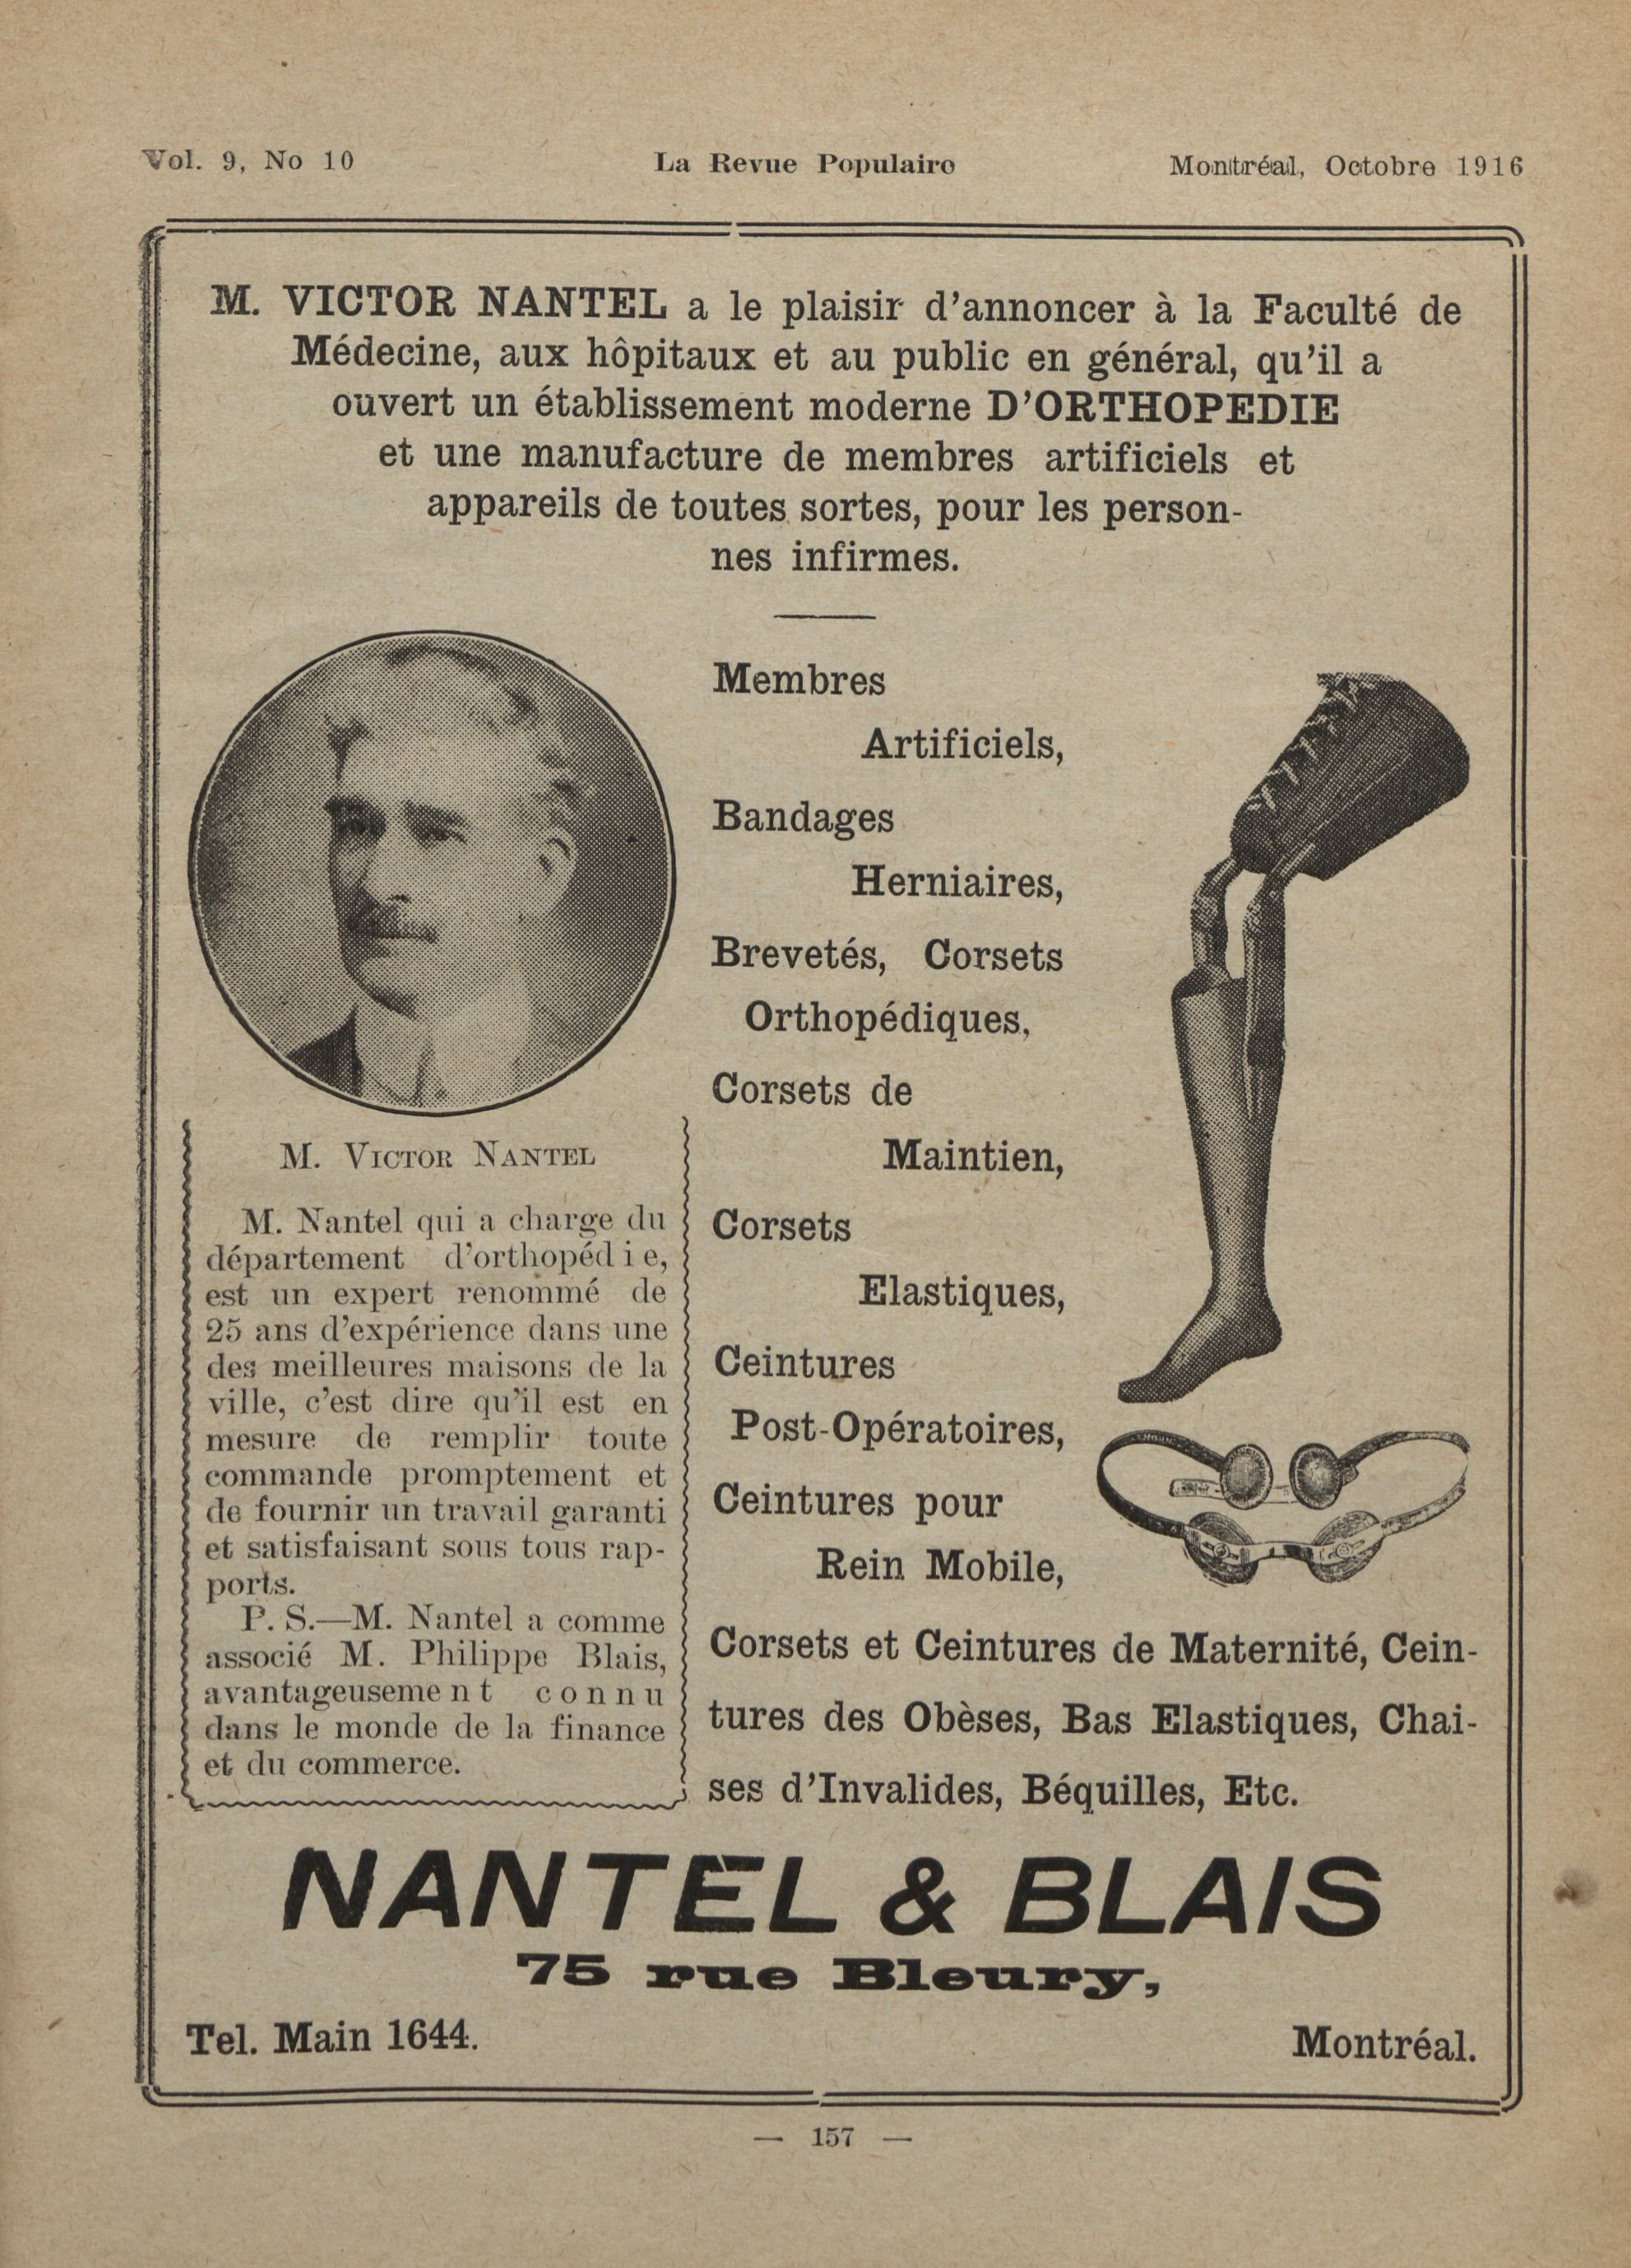 Vol. 9, No 10
La Revue Populaire
Montréal, Octobre 1916
M. VICTOR NANTEL a le plaisir d'annoncer à la Faculté de
Médecine, aux hôpitaux et au public en général, qu'il a
ouvert un établissement moderne D'ORTHOPEDIE
et une manufacture de membres artificiels et
appareils de toutes sortes, pour les person-
nes infirmes.
M. VICTOR NANTEL
M. Nantel qui a charge du
département d'orthopédie,
est un expert renommé de
25 ans d'expérience dans une
des meilleures maisons de la
ville, c'est dire qu'il est en
mesure de remplir toute
commande promptement et
de fournir un travail garanti
et satisfaisant sous tous rap-
ports.
P. S.—M. Nantel a comme
associé M. Philippe Blais,
avantageusement connu
dans le monde de la finance
et du commerce.
Membres
Artificiels,
Bandages
Herniaires,
Brevetés, Corsets
Orthopédiques,
Corsets de
Maintien,
Corsets
Elastiques,
Ceintures
Post-Opératoires,
Ceintures pour
Rein Mobile,
Corsets et Ceintures de Maternité, Cein-
tures des Obèses, Bas Elastiques, Chai-
ses d'Invalides, Béquilles, Etc.
NANTEL & BLAIS
75 rue Bleury,
Tel. Main 1644.
Montréal.
— 157 —